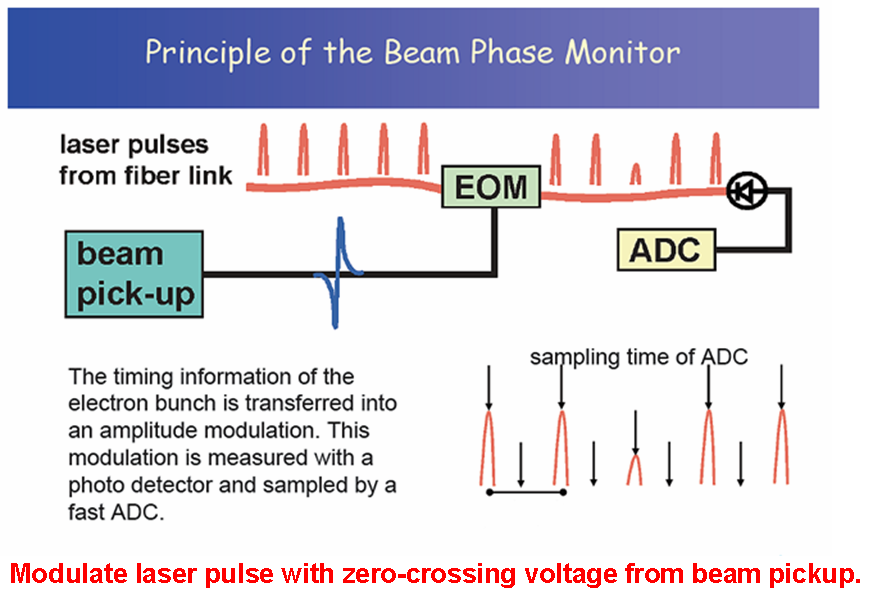 Principle of the Beam Phase Monitor
laser pulses
from fiber link
EOM
beam
pick-up
ADC
sampling time of ADC
The timing information of the
electron bunch is transferred into
an amplitude modulation. This
modulation is measured with a
photo detector and sampled by a
fast ADC.
Modulate laser pulse with zero-crossing voltage from beam pickup.